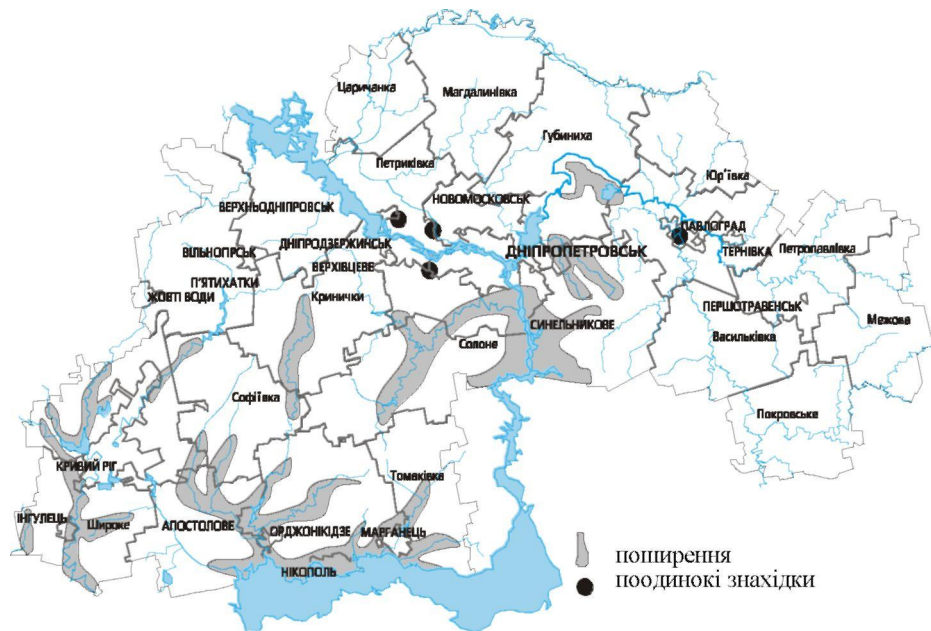 Царичанка
Магдалинівка
Губиниха
Петриківка
Юр'ївка
НОВОМОСКОВСЬК
ВЕРХНЬОДНІПРОВСЬК
ПАВЛОГРАД
ДНІПРОДЗЕРЖИНСЬК
ДНІПРОПЕТРОВСЬК
ТЕРНІВКА
Петропавлівка
ВІЛЬНОГІРСЬК
ВЕРХІВЦЕВЕ
П'ЯТИХАТКИ
ЖОВТІ ВОДИ
Кринички
ПЕРШОТРАВЕНСЬК
СИНЕЛЬНИКОВЕ
Межова
Солоне
Васильківка
Софіївка
Покровське
КРИВИЙ РІГ
Томаківка
ІНГУЛЕЦЬ
Широке
АПОСТОЛОВЕ
ОРДЖОНІКІДЗЕ
МАРГАНЕЦЬ
НІКОПОЛЬ
поширення
поодинокі знахідки